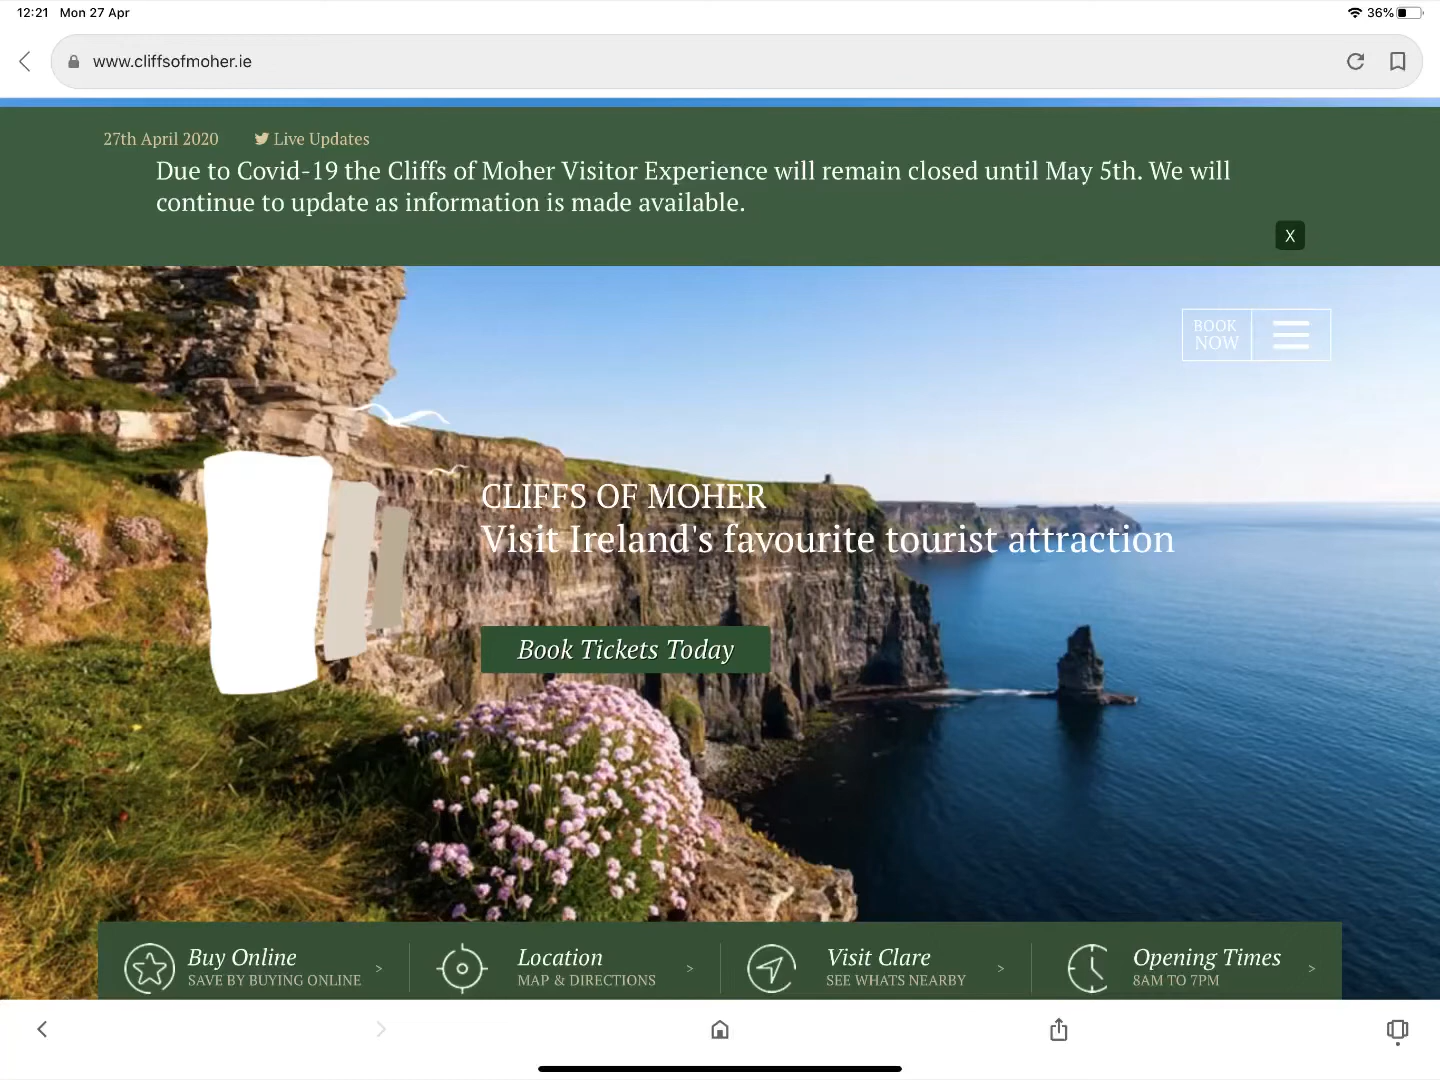 12:21 Mon 27 Apr
36%
www.cliffsofmoher.ie
27th April 2020 Live Updates
Due to Covid-19 the Cliffs of Moher Visitor Experience will remain closed until May 5th. We will
continue to update as information is made available.
X
BOOK
NOW
CLIFFS OF MOHER
Visit Ireland's favourite tourist attraction
Book Tickets Today
Buy Online
SAVE BY BUYING ONLINE
>
Location
MAP & DIRECTIONS
>
Visit Clare
SEE WHATS NEARBY
>
Opening Times
8AM TO 7PM
>